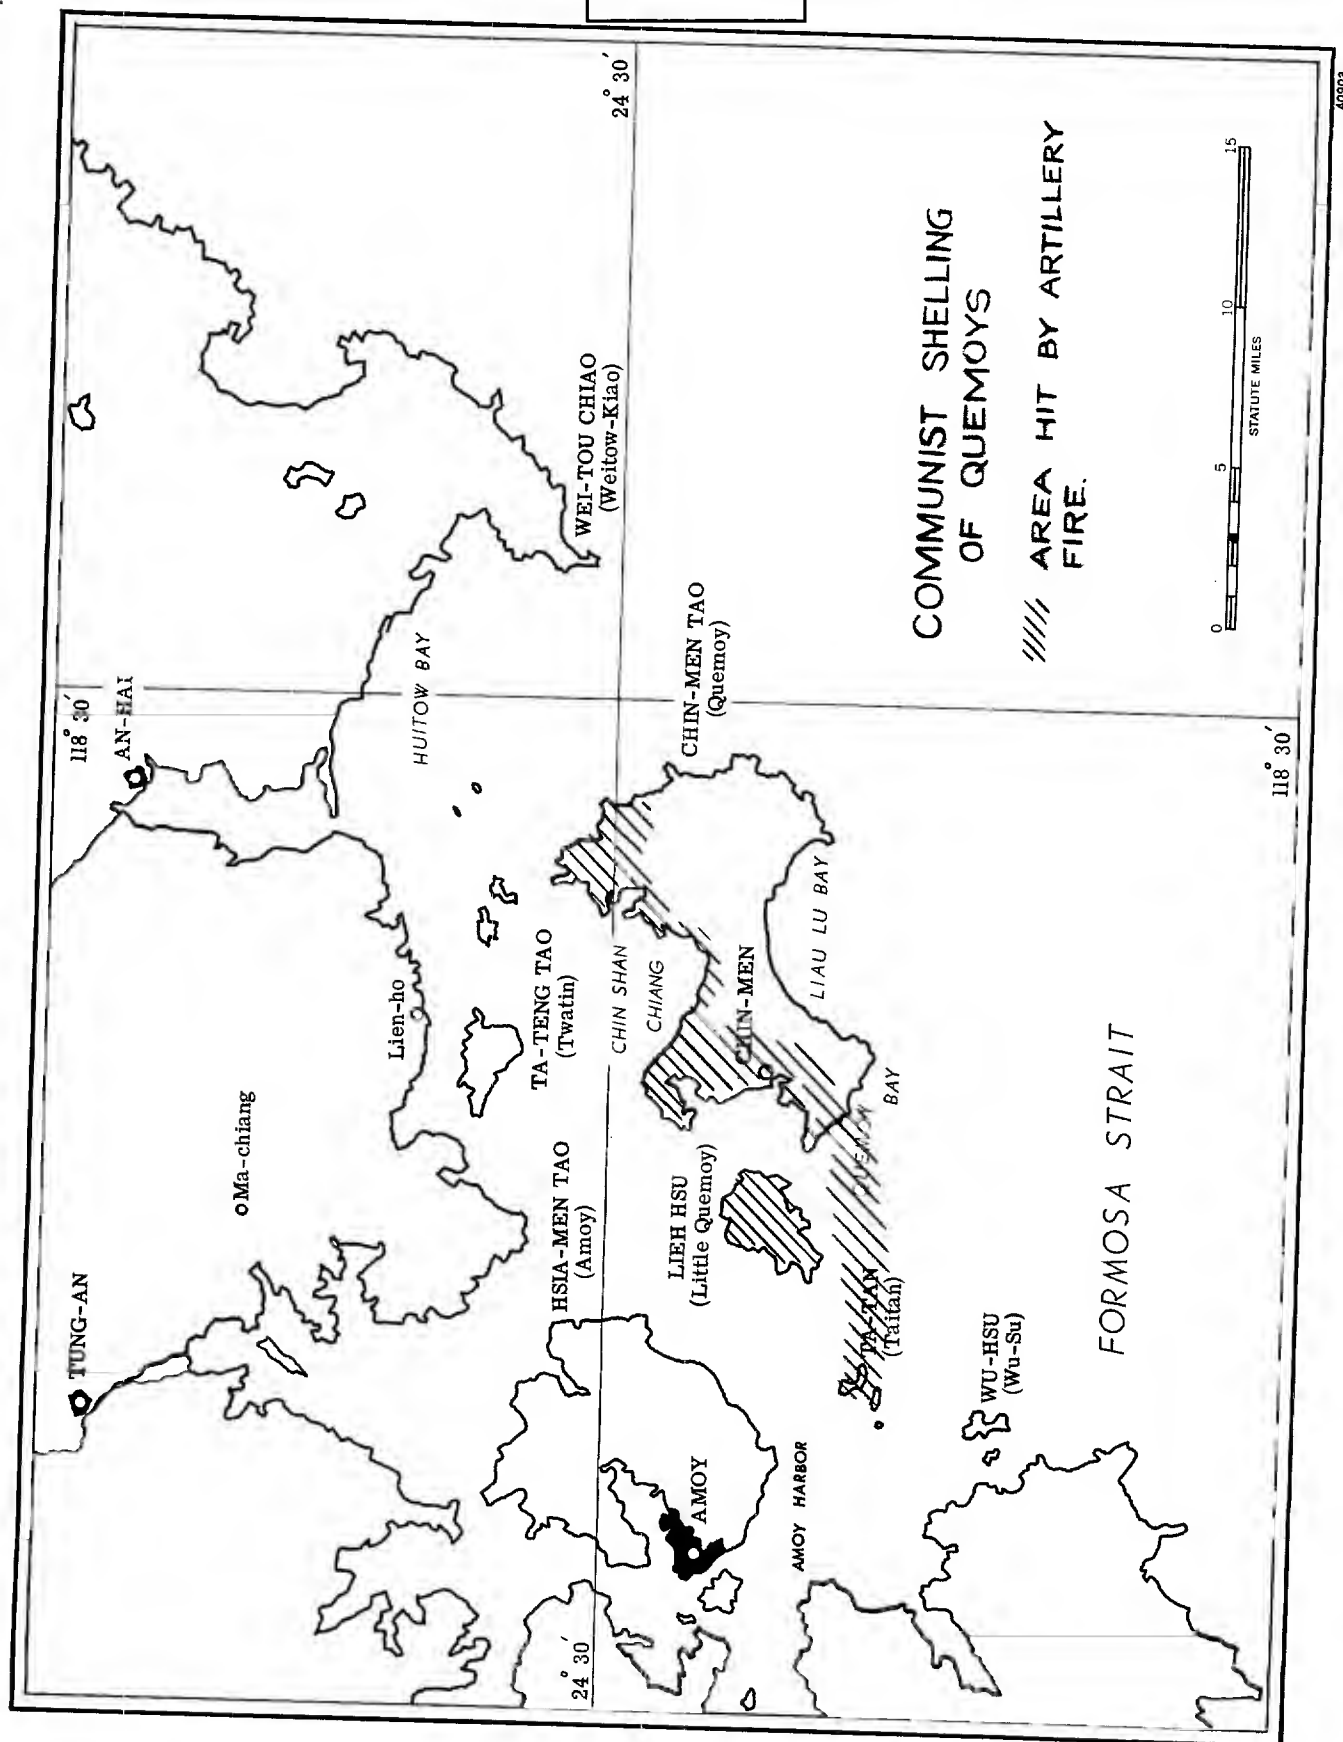 COMMUNIST SHELLING
OF QUEMOYS
AREA HIT BY ARTILLERY
FIRE.
0 5 10 15
STATUTE MILES
24° 30′
118° 30′
AN-HAI
TUNG-AN
OMa-chiang
Lien-ho
HUITOW BAY
WEI-TOU CHIAO
(Weitow-Kiao)
TA-TENG TAO
(Twatin)
CHIN-MEN TAO
(Quemoy)
HSIA-MEN TAO
(Amoy)
CHIN SHAN
CHIANG
LIEH HSU
(Little Quemoy)
CHIN-MEN
LIAU LU BAY
BAY
AMOY
AMOY HARBOR
TA-TAN
(Taitan)
WU-HSU
(Wu-Su)
FORMOSA STRAIT
24° 30′
118° 30′